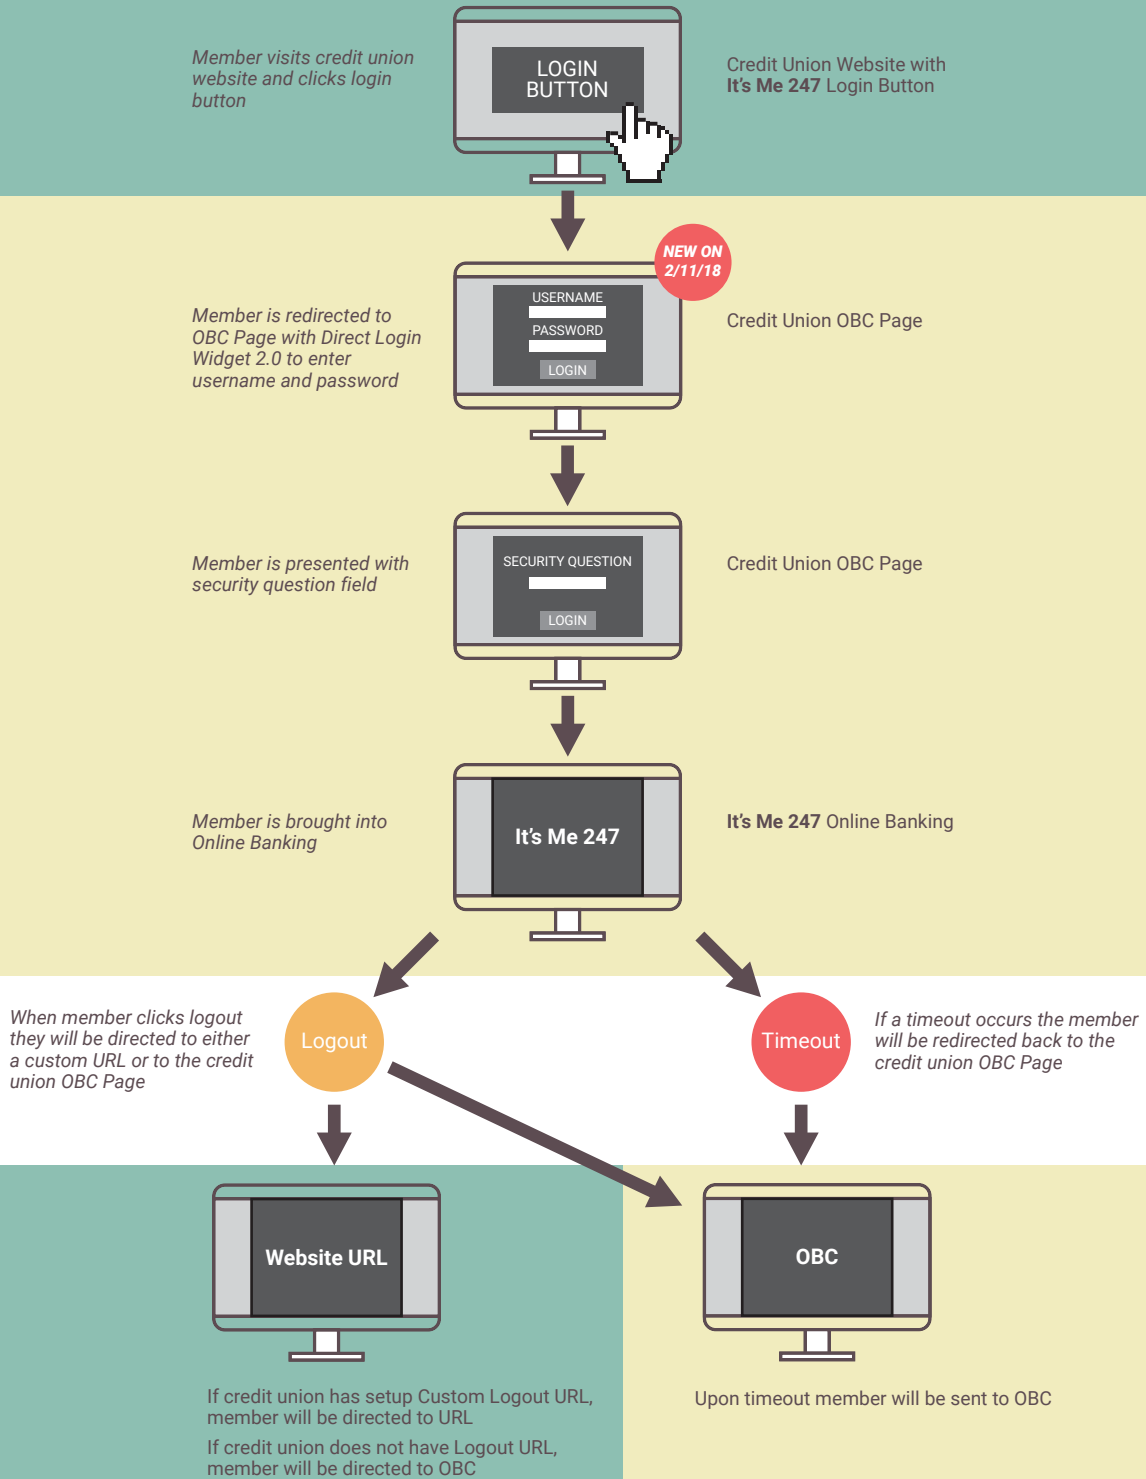 Member visits credit union
website and clicks login
button
LOGIN
BUTTON
Credit Union Website with
It's Me 247 Login Button
NEW ON
2/11/18
Member is redirected to
OBC Page with Direct Login
Widget 2.0 to enter
username and password
USERNAME
PASSWORD
LOGIN
Credit Union OBC Page
Member is presented with
security question field
SECURITY QUESTION
LOGIN
Credit Union OBC Page
Member is brought into
Online Banking
It's Me 247
It's Me 247 Online Banking
When member clicks logout
they will be directed to either
a custom URL or to the credit
union OBC Page
Logout
Timeout
If a timeout occurs the member
will be redirected back to the
credit union OBC Page
Website URL
OBC
If credit union has setup Custom Logout URL,
member will be directed to URL
If credit union does not have Logout URL,
member will be directed to OBC
Upon timeout member will be sent to OBC